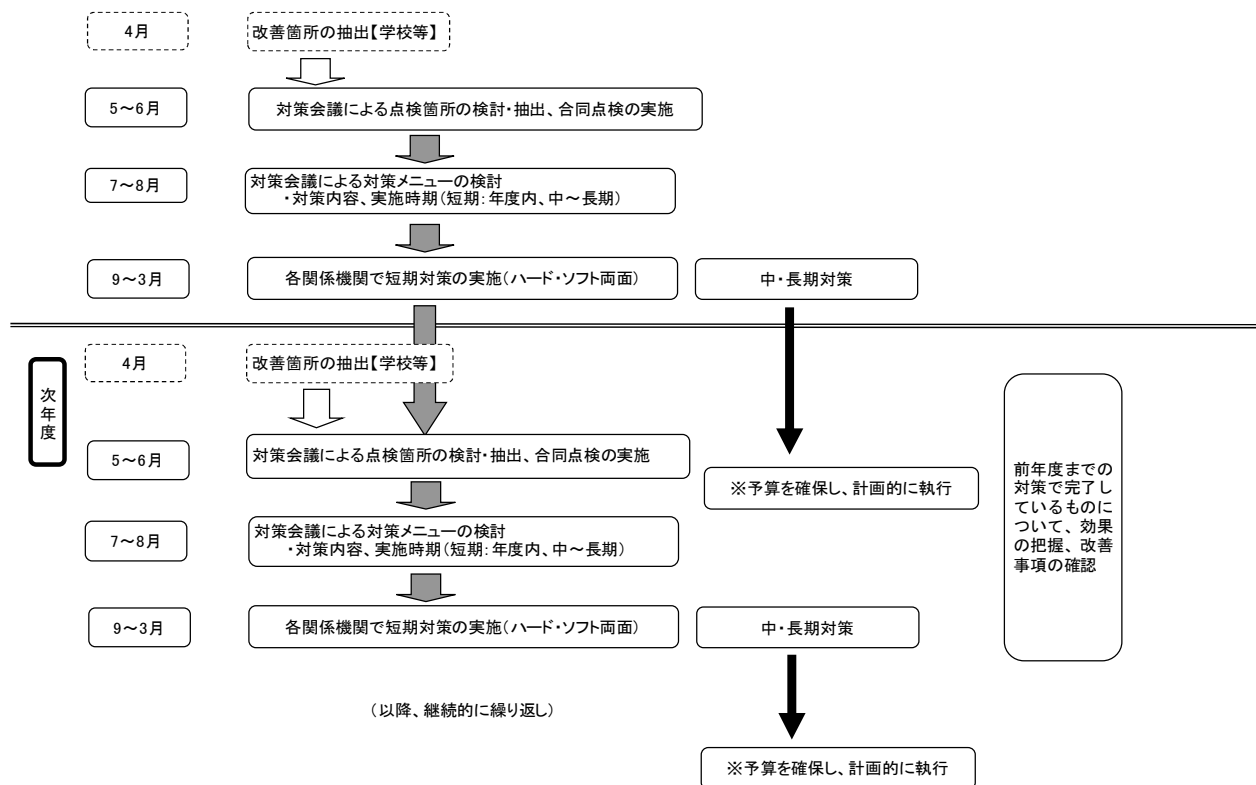 4月
改善箇所の抽出【学校等】
5～6月
対策会議による点検箇所の検討・抽出、合同点検の実施
7～8月
対策会議による対策メニューの検討
・対策内容、実施時期（短期：年度内、中～長期）
9～3月
各関係機関で短期対策の実施（ハード・ソフト両面）
中・長期対策
次年度
4月
改善箇所の抽出【学校等】
5～6月
対策会議による点検箇所の検討・抽出、合同点検の実施
※予算を確保し、計画的に執行
前年度までの
対策で完了し
ているものに
ついて、効果
の把握、改善
事項の確認
7～8月
対策会議による対策メニューの検討
・対策内容、実施時期（短期：年度内、中～長期）
9～3月
各関係機関で短期対策の実施（ハード・ソフト両面）
中・長期対策
（以降、継続的に繰り返し）
※予算を確保し、計画的に執行